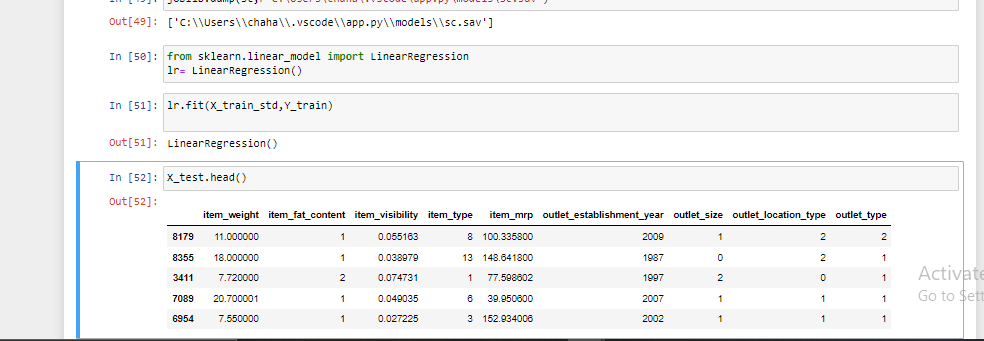 Out[49]: ['C:\\Users\\chaha\\.vscode\\app.py\\models\\sc.sav']
In [50]: from sklearn.linear_model import LinearRegression
lr= LinearRegression()
In [51]: lr.fit(X_train_std,Y_train)
Out[51]: LinearRegression()
In [52]: X_test.head()
Out[52]:
item_weight item_fat_content item_visibility item_type item_mrp outlet_establishment_year outlet_size outlet_location_type outlet_type
8179 11.000000 1 0.055163 8 100.335800 2009 1 2 2
8355 18.000000 1 0.038979 13 148.641800 1987 0 2 1
3411 7.720000 2 0.074731 1 77.598602 1997 2 0 1
7089 20.700001 1 0.049035 6 39.950600 2007 1 1 1
6954 7.550000 1 0.027225 3 152.934006 2002 1 1 1
Activate
Go to Sett